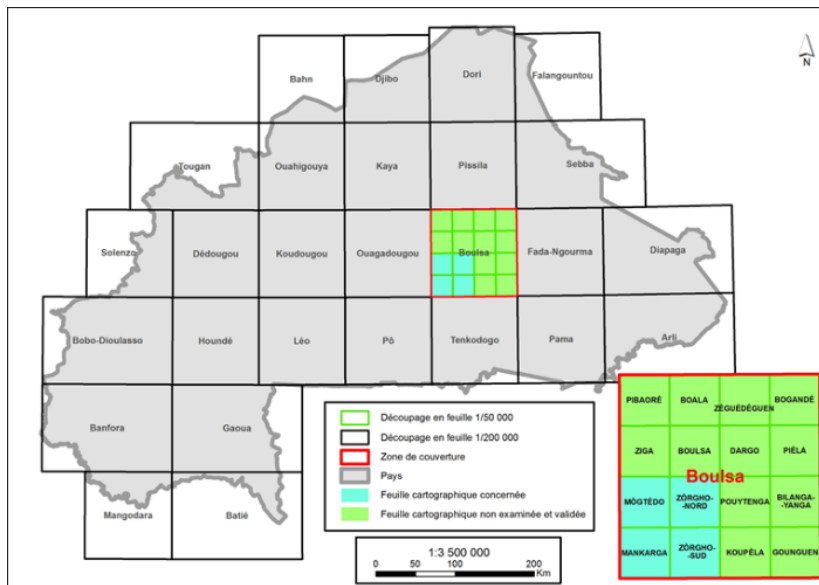 Bahn
Djibo
Dori
Falangountou
N
Tougan
Ouahigouya
Kaya
Pissila
Sebba
Solenzo
Dédougou
Koudougou
Ouagadougou
Boulsa
Fada-Ngourma
Diapaga
Bobo-Dioulasso
Houndé
Léo
Pô
Tenkodogo
Pama
Arli
Banfora
Gaoua
Mangodara
Batié
Découpage en feuille 1/50 000
Découpage en feuille 1/200 000
Zone de couverture
Pays
Feuille cartographique concernée
Feuille cartographique non examinée et validée
1:3 500 000
0 50 100 200
Km
PIBAORÉ BOALA ZÈGUÉDÉGUEN BOGANDÉ
ZIGA BOULSA DARGO PIÉLA
Boulsa
MÔGTÉDO ZÔRGHO-NORD POUYTENGA BILANGA-YANGA
MANKARGA ZÔRGHO-SUD KOUPÉLA GOUNGUEN